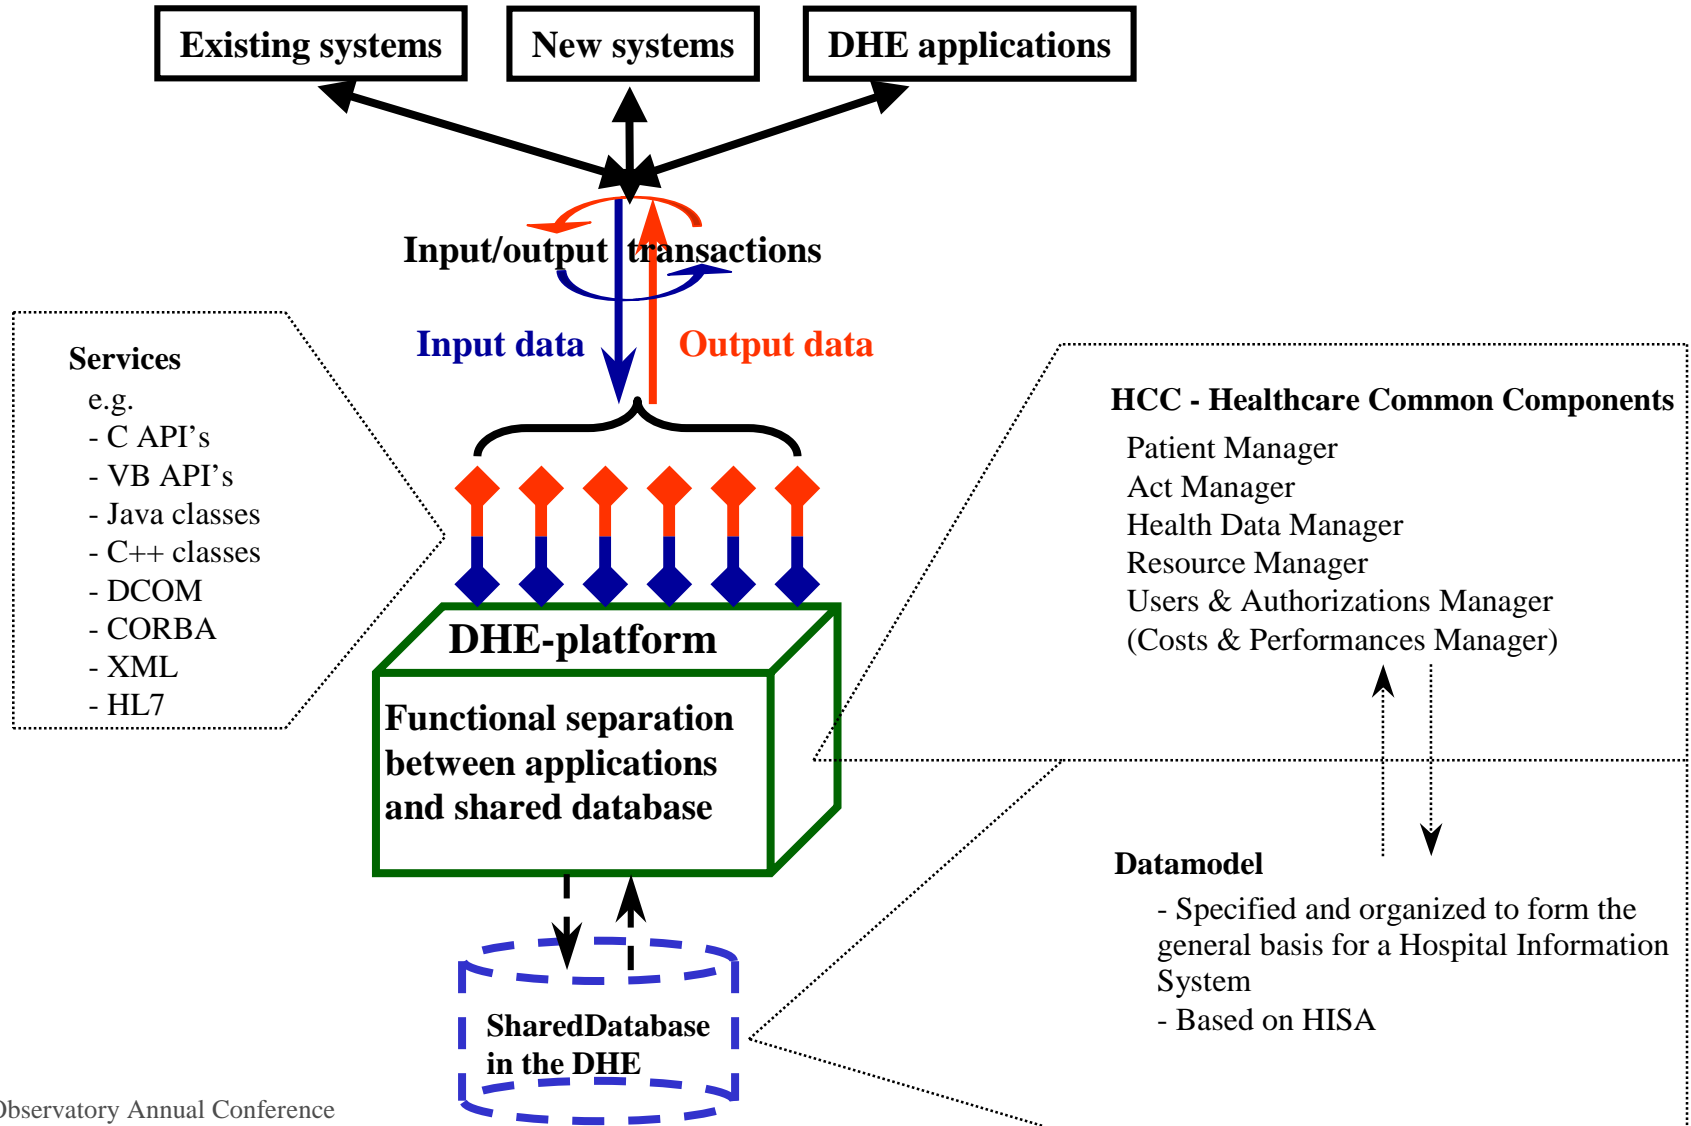 Existing systems
New systems
DHE applications
Input/output transactions
Input data
Output data
Services
e.g.
- C API's
- VB API's
- Java classes
- C++ classes
- DCOM
- CORBA
- XML
- HL7
HCC - Healthcare Common Components
Patient Manager
Act Manager
Health Data Manager
Resource Manager
Users & Authorizations Manager
(Costs & Performances Manager)
DHE-platform
Functional separation
between applications
and shared database
Datamodel
- Specified and organized to form the
general basis for a Hospital Information
System
- Based on HISA
SharedDatabase
in the DHE
Observatory Annual Conference